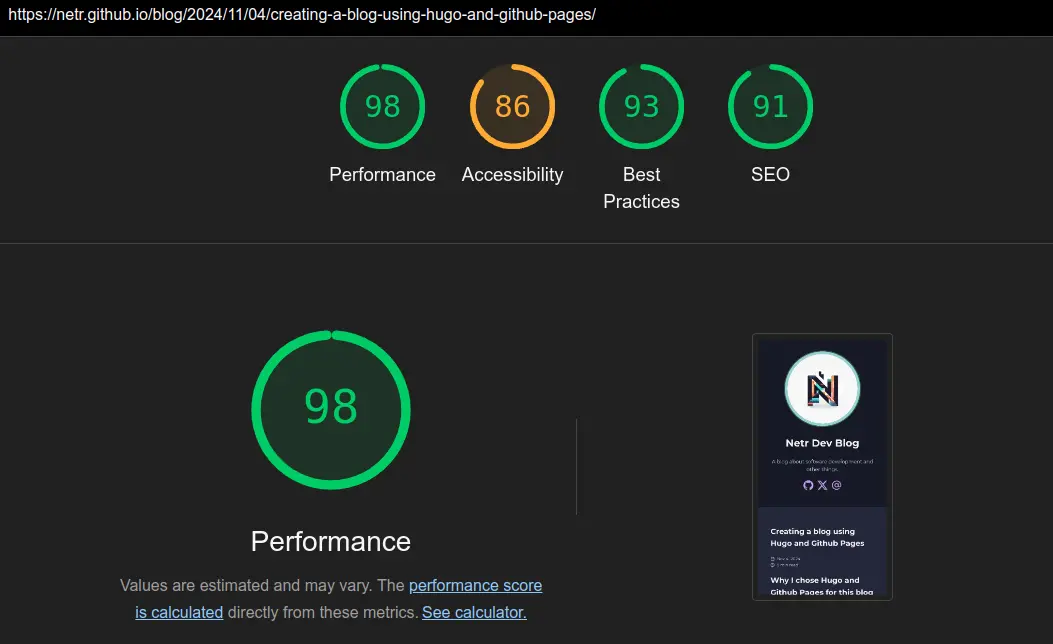 https://netr.github.io/blog/2024/11/04/creating-a-blog-using-hugo-and-github-pages/
98
86
93
91
Performance
Accessibility
Best
Practices
SEO
98
Performance
Values are estimated and may vary. The performance score
is calculated directly from these metrics. See calculator.
Netr Dev Blog
A blog about software development and
other things.
Creating a blog using
Hugo and Github Pages
min read
Why I chose Hugo and
Github Pages for this blog